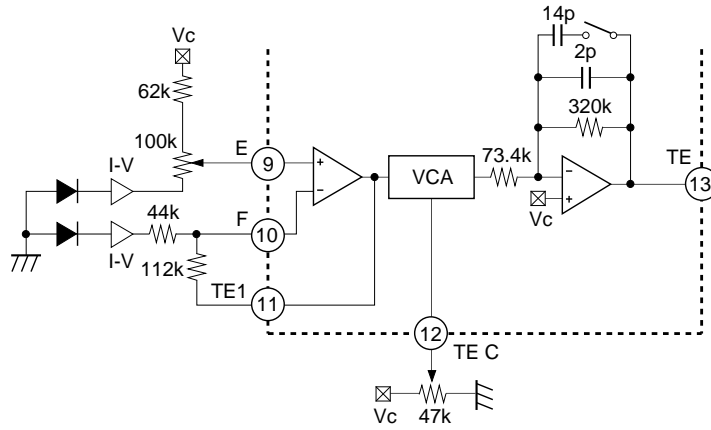 14p
Vc
2p
62k
320k
100k
E
I-V
9
+
−
73.4k
VCA
−
+
Vc
TE
13
44k
F
10
I-V
112k
TE1
11
12
TE C
Vc
47k